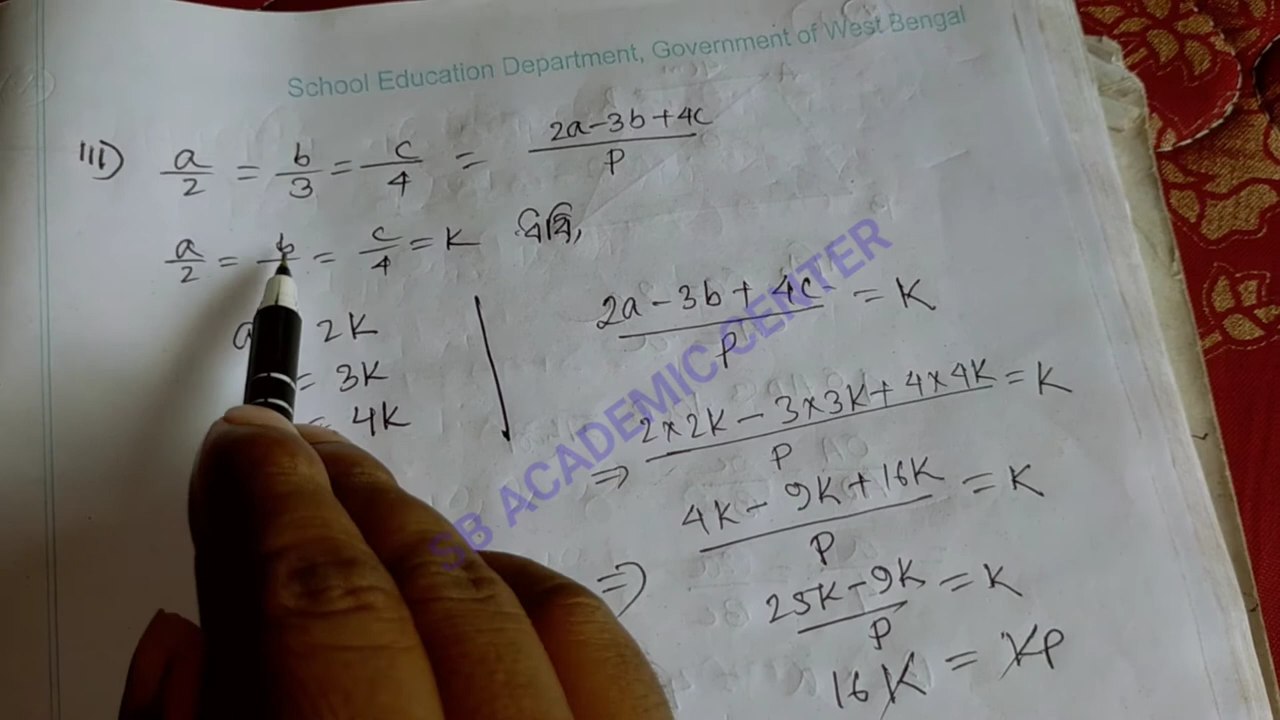 School Education Department, Government of West Bengal
III) a/2 = b/3 = c/4 = (2a-3b+4c)/P
a/2 = b = c/4 = K ধরি,
a 2K
= 3K
= 4K
(2a-3b+4c)/P = K
⇒ (2×2K-3×3K+4×4K)/P = K
(4K-9K+16K)/P = K
⇒ (25K-9K)/P = K
16K = KP
SB ACADEMIC CENTER